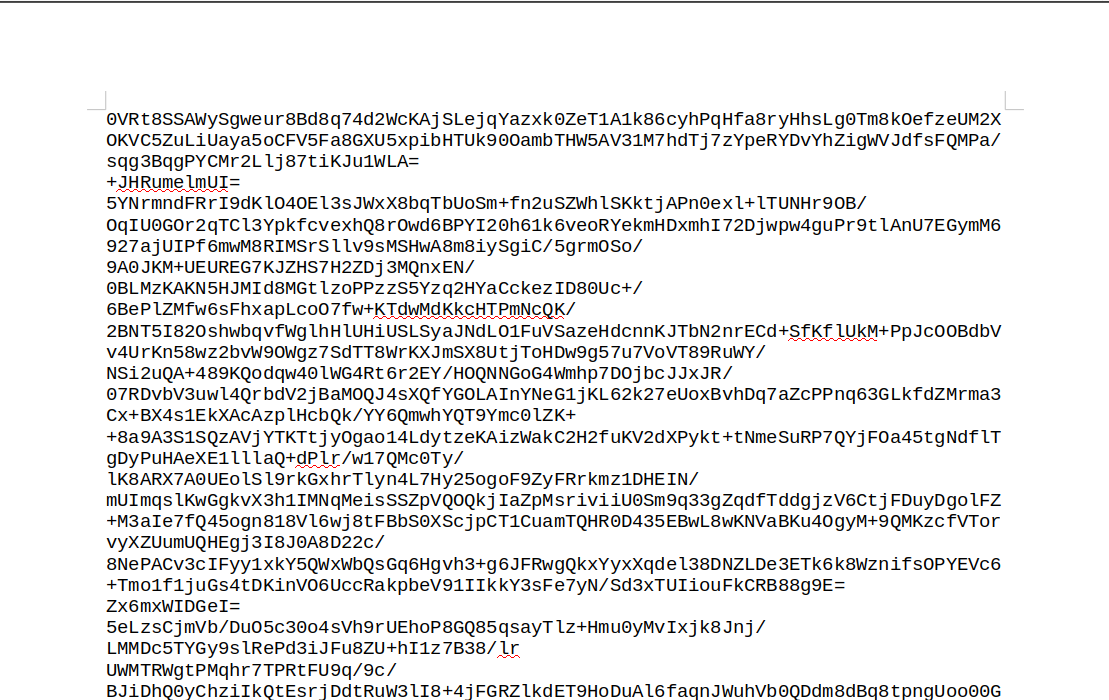 0VRt8SSAWySgweur8Bd8q74d2WcKAjSLejqYazxk0ZeT1A1k86cyhPqHfa8ryHhsLg0Tm8kOefzeUM2X
OKVC5ZuLiUaya5oCFV5Fa8GXU5xpibHTUk90OambTHW5AV31M7hdTj7zYpeRYDvYhZigWVJdfsFQMPa/
sqg3BqgPYCMr2Llj87tiKJu1WLA=
+JHRumelmUI=
5YNrmndFRrI9dKlO4OEl3sJWxX8bqTbUoSm+fn2uSZWhlSKktjAPn0exl+lTUNHr9OB/
OqIU0GOr2qTCl3YpkfcvexhQ8rOwd6BPYI20h61k6veoRYekmHDxmhI72Djwpw4guPr9tlAnU7EGymM6
927ajUIPf6mwM8RIMSrSllv9sMSHwA8m8iySgiC/5grmOSo/
9A0JKM+UEUREG7KJZHS7H2ZDj3MQnxEN/
0BLMzKAKN5HJMId8MGtlzoPPzzS5Yzq2HYaCckezID80Uc+/
6BePlZMfw6sFhxapLcoO7fw+KTdwMdKkcHTPmNcQK/
2BNT5I82OshwbqvfWglhHlUHiUSLSyaJNdLO1FuVSazeHdcnnKJTbN2nrECd+SfKflUkM+PpJcOOBdbV
v4UrKn58wz2bvW9OWgz7SdTT8WrKXJmSX8UtjToHDw9g57u7VoVT89RuWY/
NSi2uQA+489KQodqw40lWG4Rt6r2EY/HOQNNGoG4Wmhp7DOjbcJJxJR/
07RDvbV3uwl4QrbdV2jBaMOQJ4sXQfYGOLAInYNeG1jKL62k27eUoxBvhDq7aZcPPnq63GLkfdZMrma3
Cx+BX4s1EkXAcAzplHcbQk/YY6QmwhYQT9Ymc0lZK+
+8a9A3S1SQzAVjYTKTtjyOgao14LdytzeKAizWakC2H2fuKV2dXPykt+tNmeSuRP7QYjFOa45tgNdflT
gDyPuHAeXE1lllaQ+dPlr/w17QMc0Ty/
lK8ARX7A0UEolSl9rkGxhrTlyn4L7Hy25ogoF9ZyFRrkmz1DHEIN/
mUImqslKwGgkvX3h1IMNqMeisSSZpVQOQkjIaZpMsriviiU0Sm9q33gZqdfTddgjzV6CtjFDuyDgolFZ
+M3aIe7fQ45ogn818Vl6wj8tFBbS0XScjpCT1CuamTQHR0D435EBwL8wKNVaBKu4OgyM+9QMKzcfVTor
vyXZUumUQHEgj3I8J0A8D22c/
8NePACv3cIFyy1xkY5QWxWbQsGq6Hgvh3+g6JFRwgQkxYyxXqdel38DNZLDe3ETk6k8WznifsOPYEVc6
+Tmo1f1juGs4tDKinVO6UccRakpbeV91IIkkY3sFe7yN/Sd3xTUIiouFkCRB88g9E=
Zx6mxWIDGeI=
5eLzsCjmVb/DuO5c30o4sVh9rUEhoP8GQ85qsayTlz+Hmu0yMvIxjk8Jnj/
LMMDc5TYGy9slRePd3iJFu8ZU+hI1z7B38/lr
UWMTRWgtPMqhr7TPRtFU9q/9c/
BJiDhQ0yChziIkQtEsrjDdtRuW3lI8+4jFGRZlkdET9HoDuAl6faqnJWuhVb0QDdm8dBq8tpngUoo00G